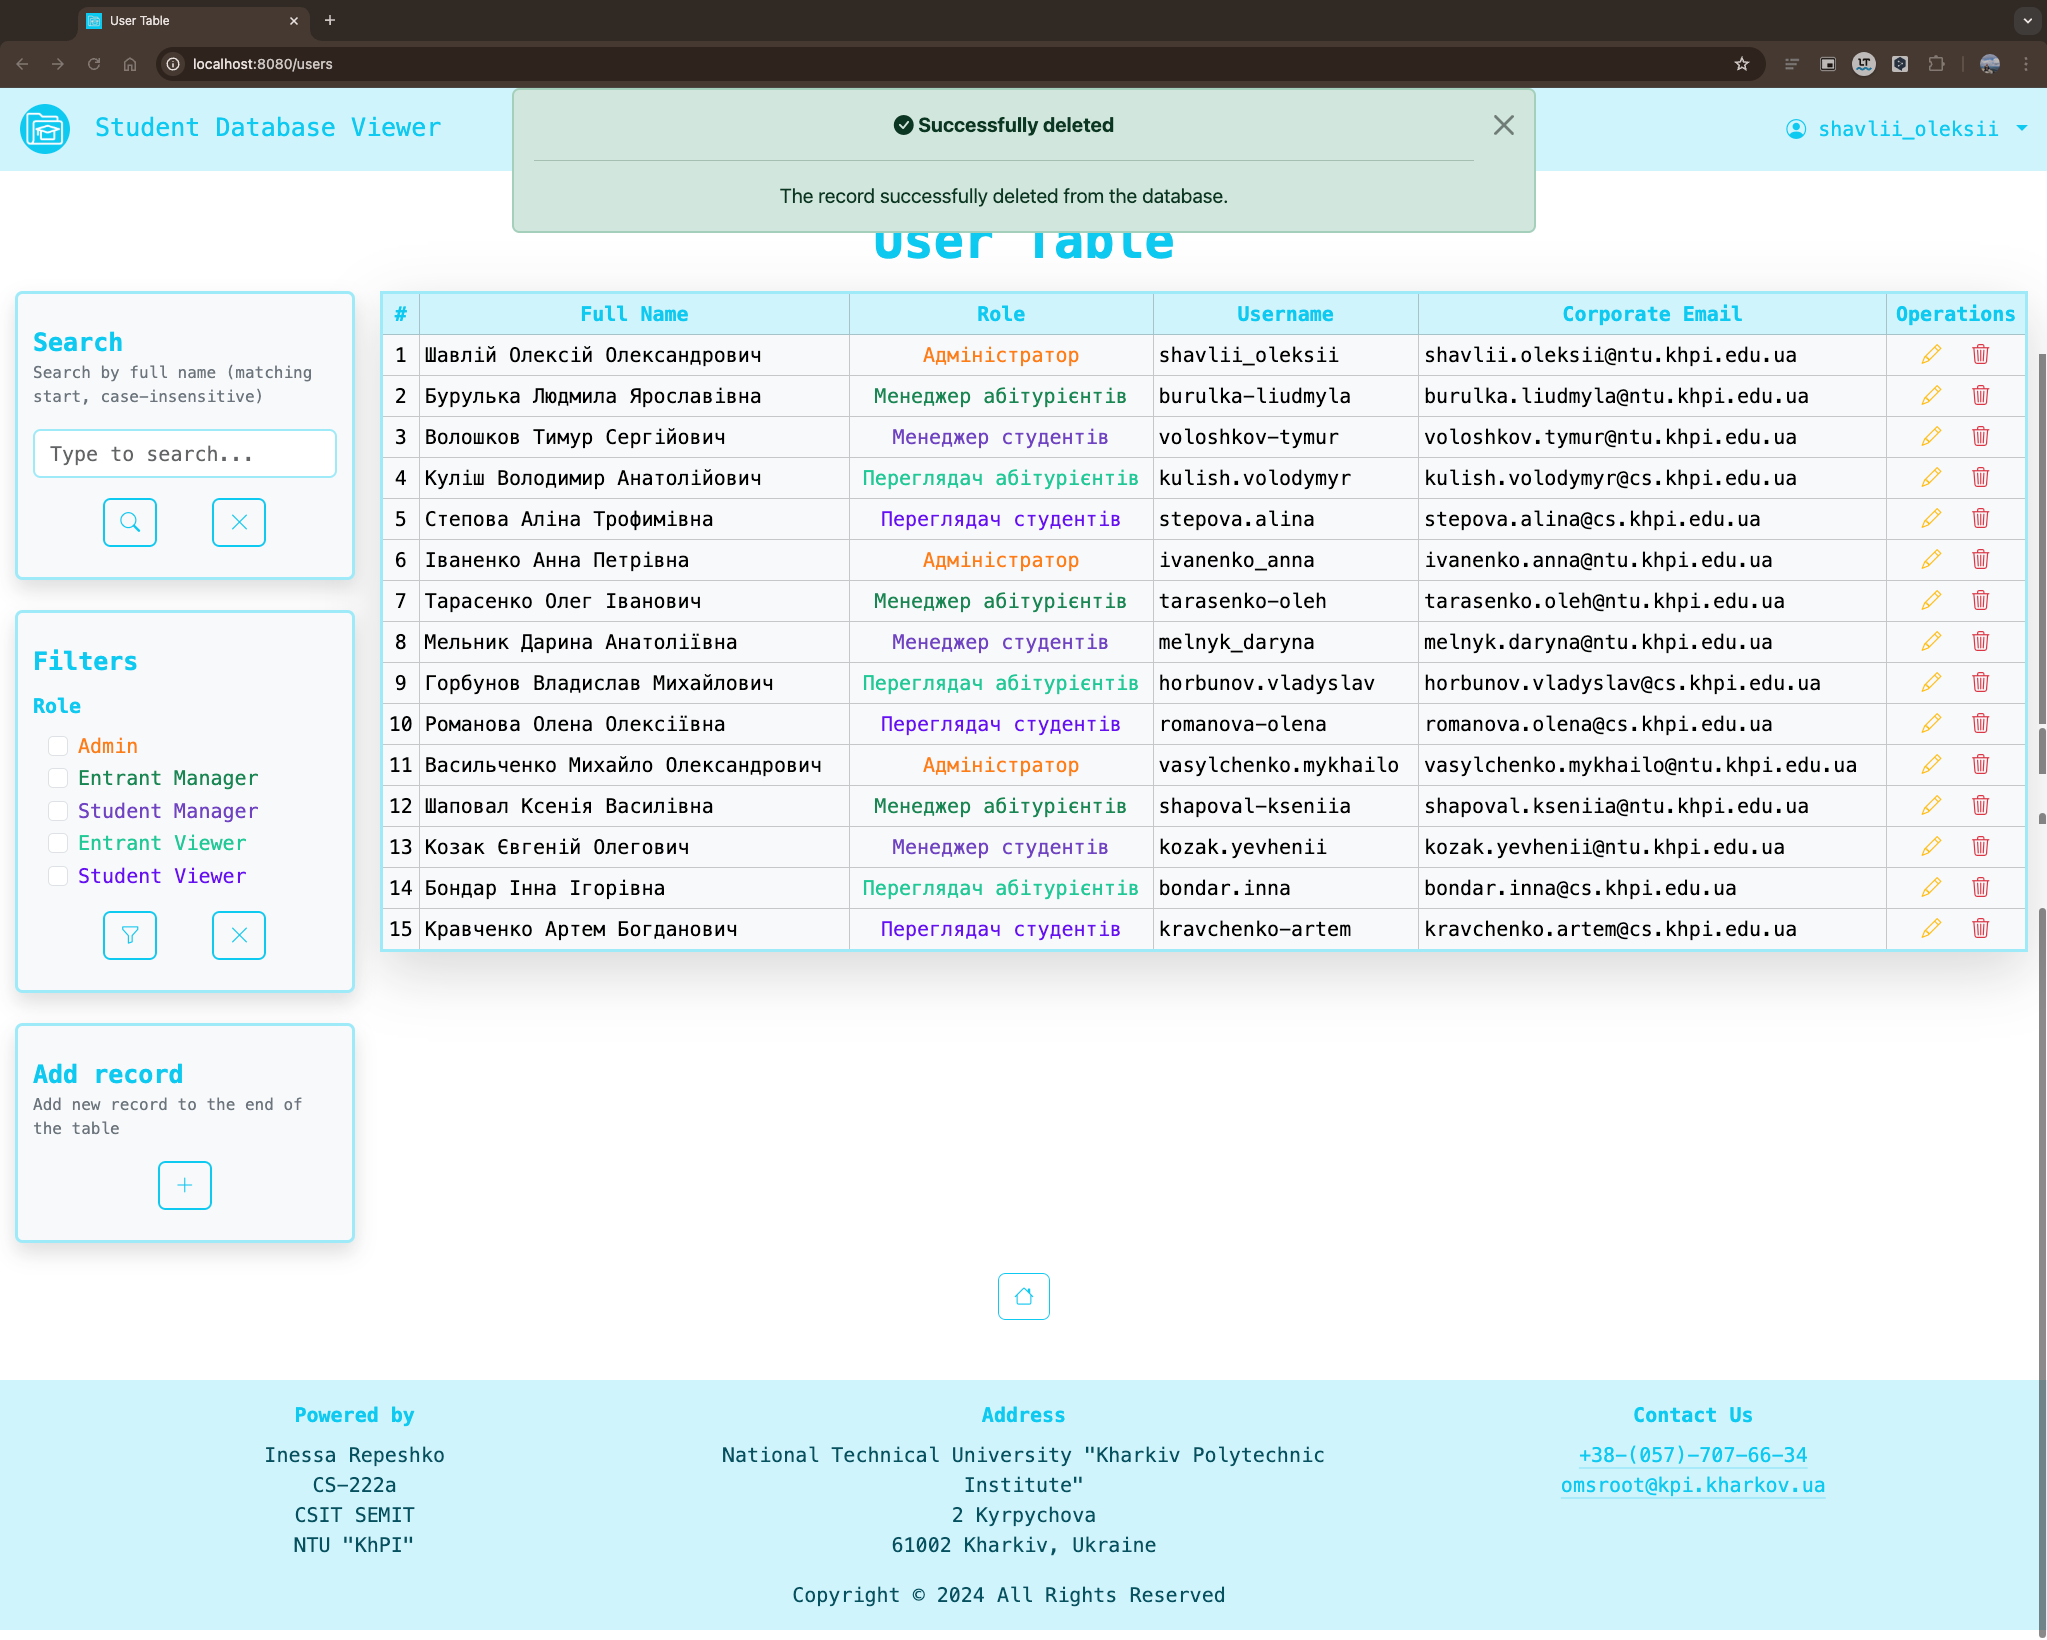 User Table
localhost:8080/users
Student Database Viewer
Successfully deleted
shavlii_oleksii
The record successfully deleted from the database.
User Table
Search
Search by full name (matching
start, case-insensitive)
Type to search...
Filters
Role
Admin
Entrant Manager
Student Manager
Entrant Viewer
Student Viewer
Add record
Add new record to the end of
the table
# Full Name Role Username Corporate Email Operations
1 Шавлій Олексій Олександрович Адміністратор shavlii_oleksii shavlii.oleksii@ntu.khpi.edu.ua
2 Бурулька Людмила Ярославівна Менеджер абітурієнтів burulka-liudmyla burulka.liudmyla@ntu.khpi.edu.ua
3 Волошков Тимур Сергійович Менеджер студентів voloshkov-tymur voloshkov.tymur@ntu.khpi.edu.ua
4 Куліш Володимир Анатолійович Переглядач абітурієнтів kulish.volodymyr kulish.volodymyr@cs.khpi.edu.ua
5 Степова Аліна Трофимівна Переглядач студентів stepova.alina stepova.alina@cs.khpi.edu.ua
6 Іваненко Анна Петрівна Адміністратор ivanenko_anna ivanenko.anna@ntu.khpi.edu.ua
7 Тарасенко Олег Іванович Менеджер абітурієнтів tarasenko-oleh tarasenko.oleh@ntu.khpi.edu.ua
8 Мельник Дарина Анатоліївна Менеджер студентів melnyk_daryna melnyk.daryna@ntu.khpi.edu.ua
9 Горбунов Владислав Михайлович Переглядач абітурієнтів horbunov.vladyslav horbunov.vladyslav@cs.khpi.edu.ua
10 Романова Олена Олексіївна Переглядач студентів romanova-olena romanova.olena@cs.khpi.edu.ua
11 Васильченко Михайло Олександрович Адміністратор vasylchenko.mykhailo vasylchenko.mykhailo@ntu.khpi.edu.ua
12 Шаповал Ксенія Василівна Менеджер абітурієнтів shapoval-kseniia shapoval.kseniia@ntu.khpi.edu.ua
13 Козак Євгеній Олегович Менеджер студентів kozak.yevhenii kozak.yevhenii@ntu.khpi.edu.ua
14 Бондар Інна Ігорівна Переглядач абітурієнтів bondar.inna bondar.inna@cs.khpi.edu.ua
15 Кравченко Артем Богданович Переглядач студентів kravchenko-artem kravchenko.artem@cs.khpi.edu.ua
Powered by
Inessa Repeshko
CS-222a
CSIT SEMIT
NTU "KhPI"
Address
National Technical University "Kharkiv Polytechnic
Institute"
2 Kyrpychova
61002 Kharkiv, Ukraine
Contact Us
+38-(057)-707-66-34
omsroot@kpi.kharkov.ua
Copyright © 2024 All Rights Reserved